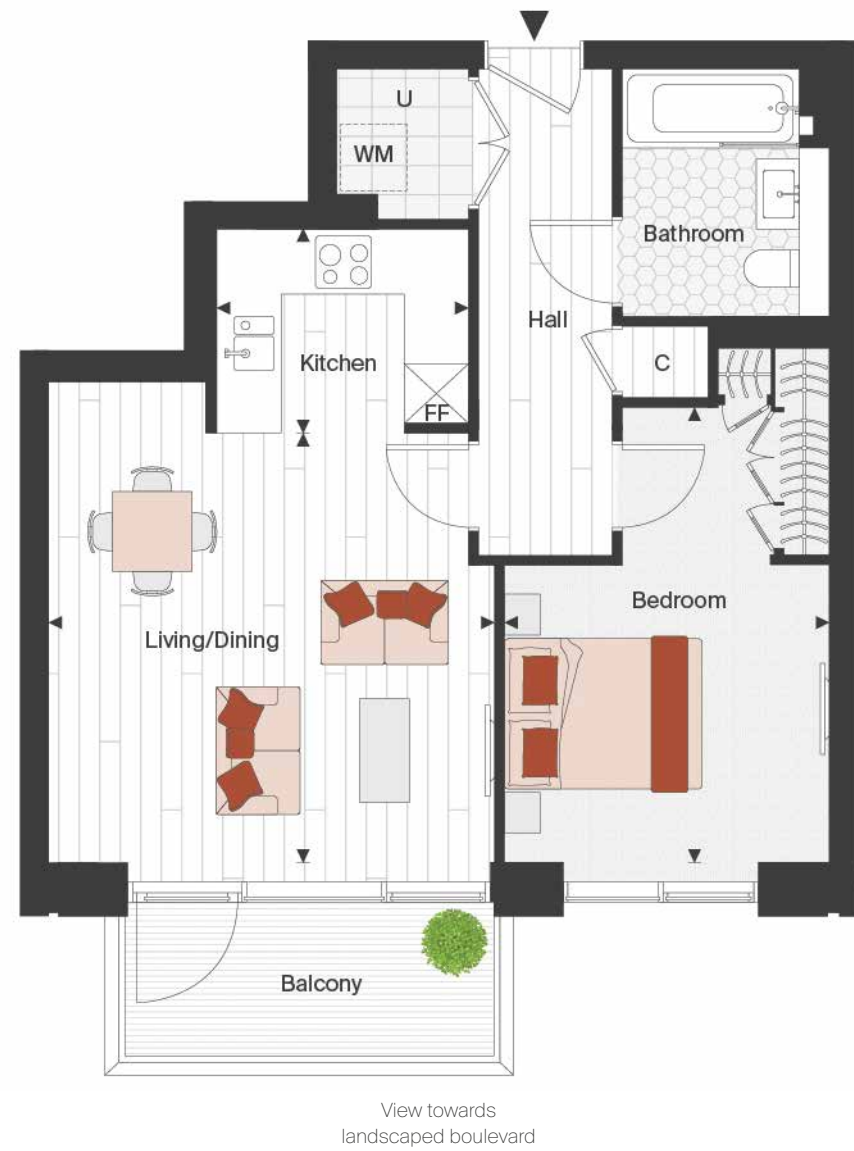 U
WM
Bathroom
Hall
Kitchen
C
FF
Bedroom
Living/Dining
Balcony
View towards
landscaped boulevard